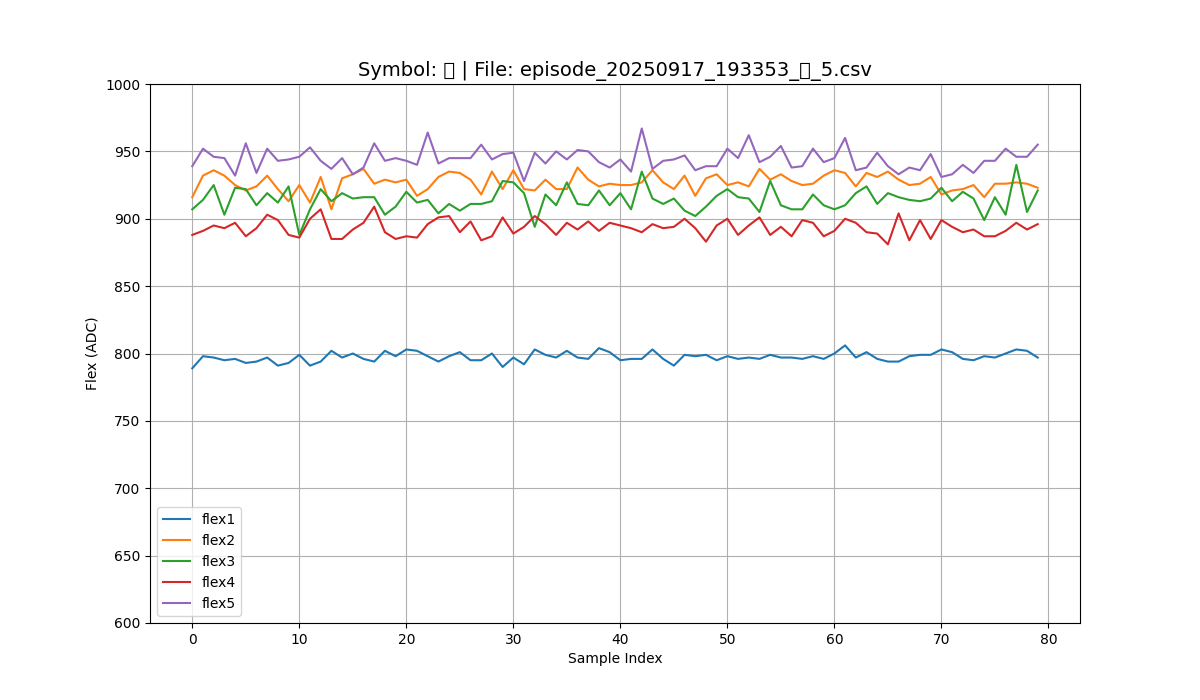 Symbol: ▯ | File: episode_20250917_193353_▯_5.csv
1000
950
900
850
800
750
700
650
600
Flex (ADC)
flex1
flex2
flex3
flex4
flex5
0 10 20 30 40 50 60 70 80
Sample Index